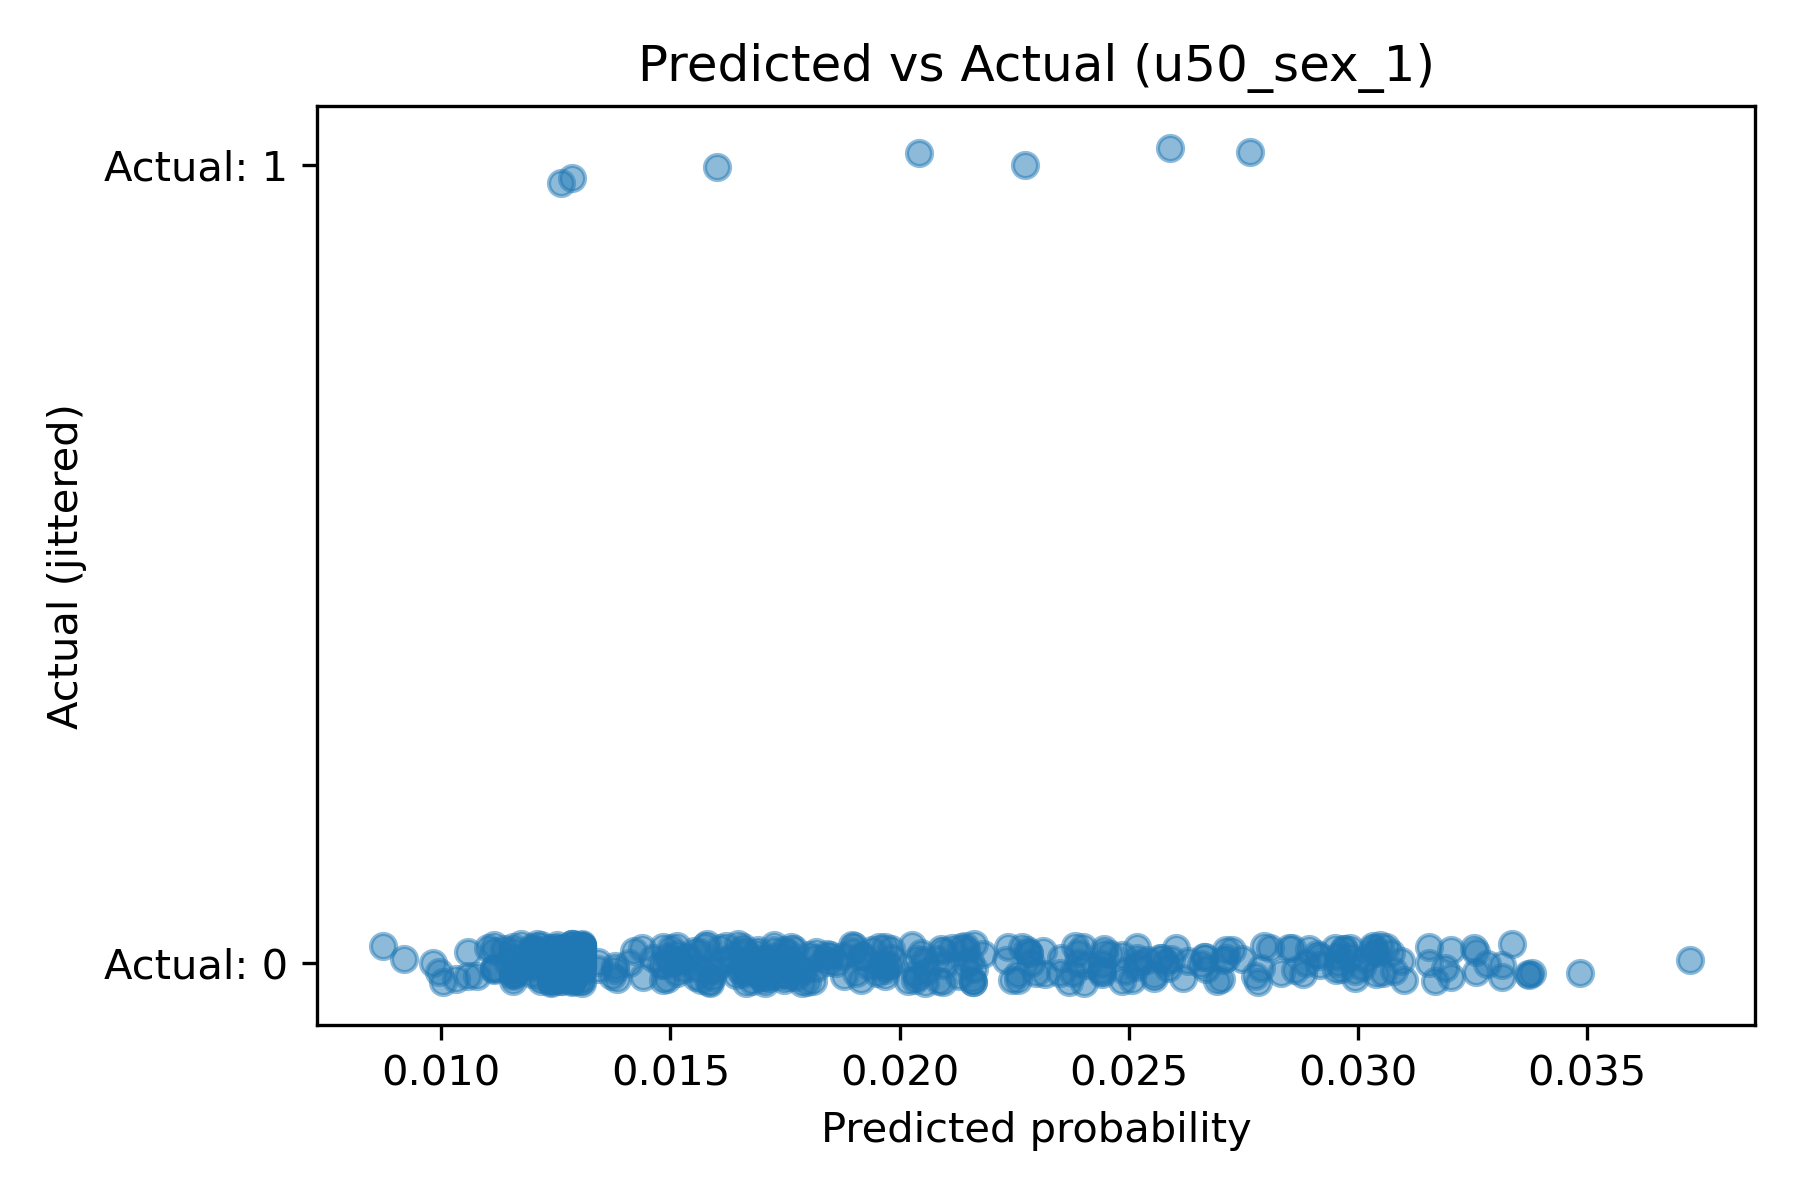 Predicted vs Actual (u50_sex_1)
Actual: 1
Actual (jittered)
Actual: 0
0.010 0.015 0.020 0.025 0.030 0.035
Predicted probability